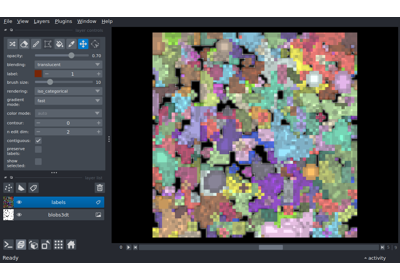 File View Layers Plugins Window Help
opacity: 0.70
blending: translucent
label: 1
brush size: 10
rendering: iso_categorical
gradient mode: fast
color mode:
contour: 0
n edit dim: 2
contiguous:
preserve labels:
show selected:
labels
blobs3dt
Ready
activity